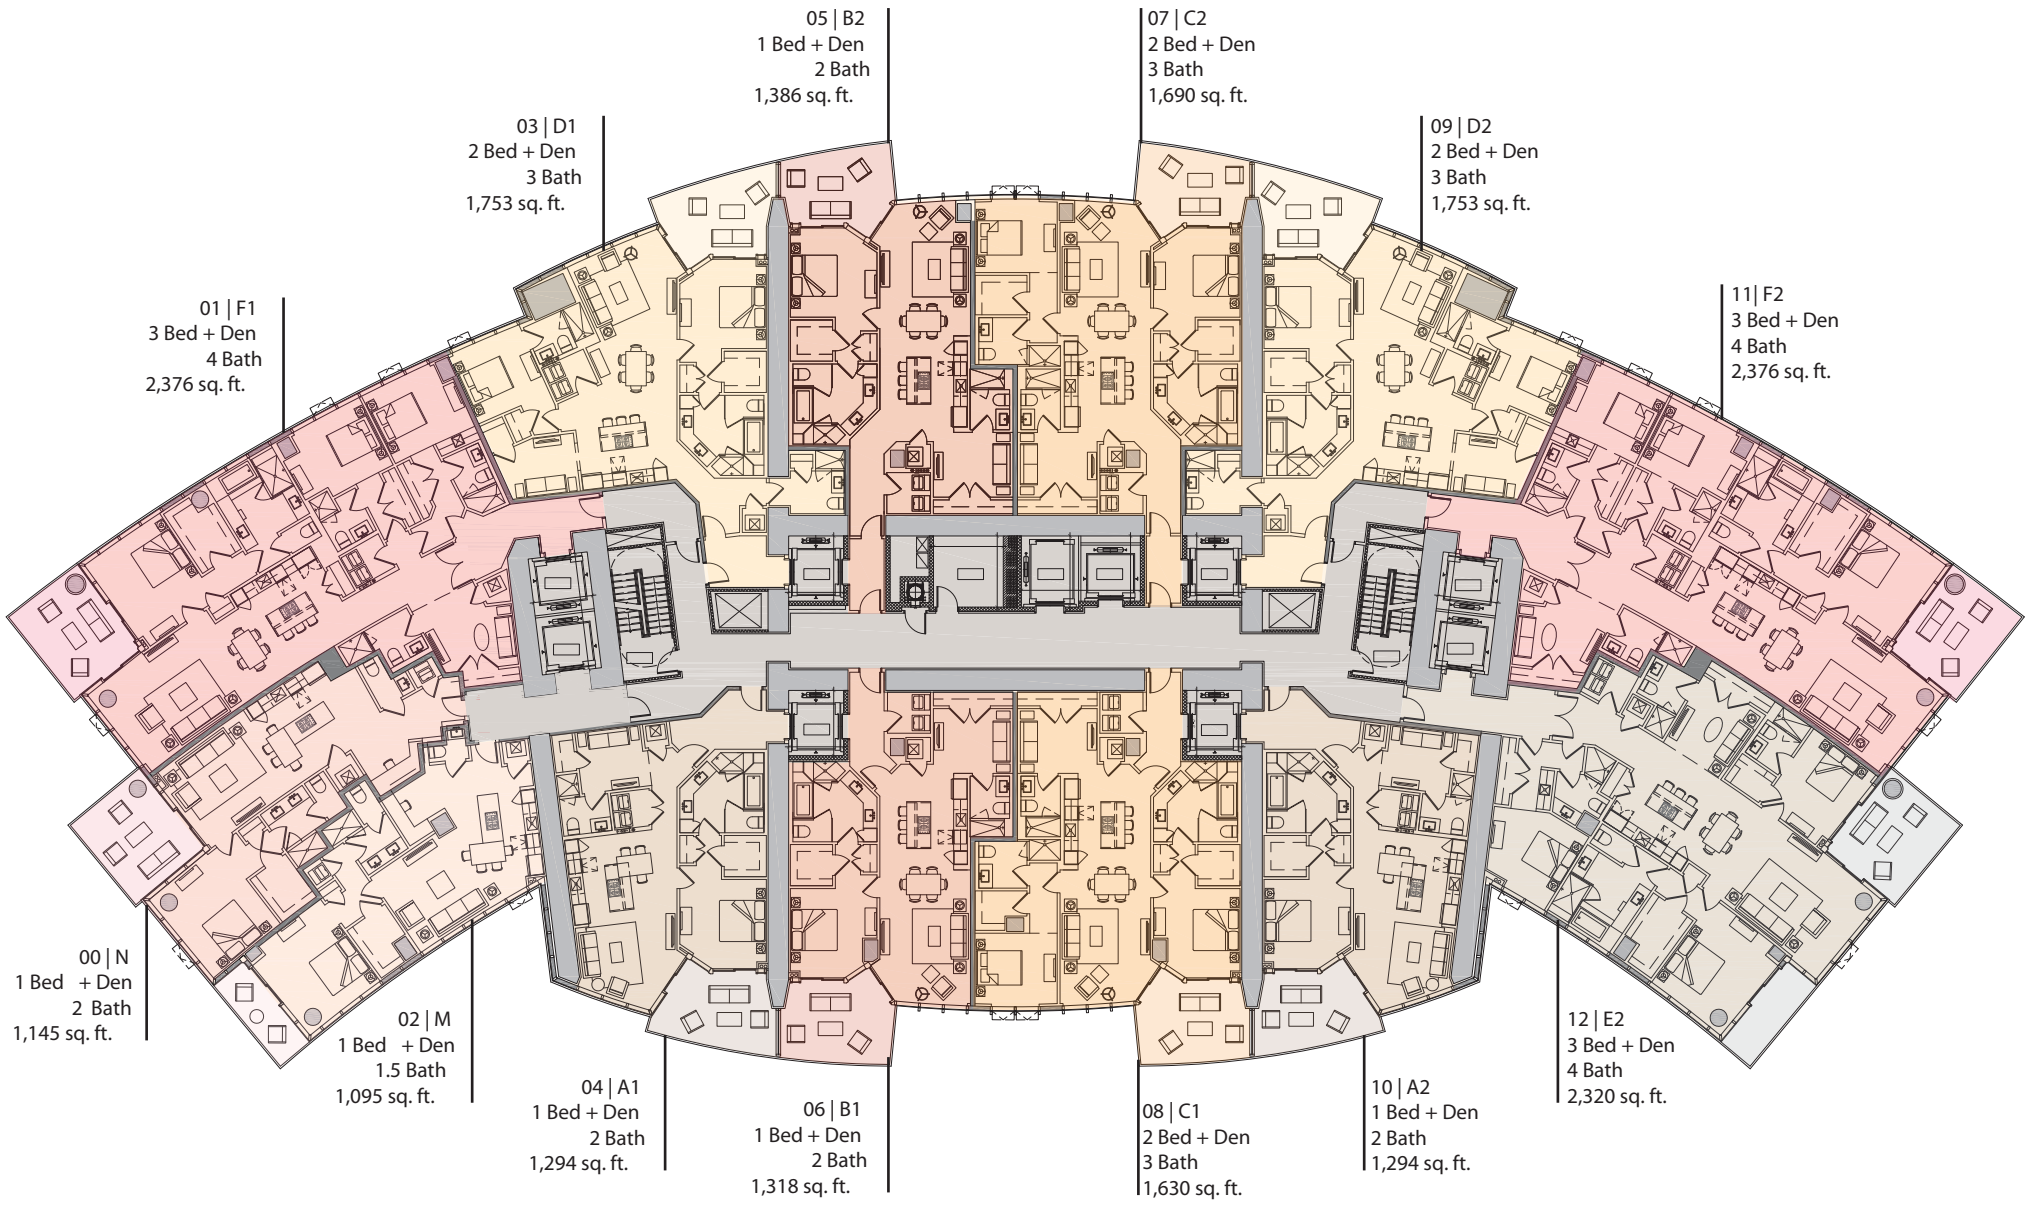 05 | B2
1 Bed + Den
2 Bath
1,386 sq. ft.
07 | C2
2 Bed + Den
3 Bath
1,690 sq. ft.
03 | D1
2 Bed + Den
3 Bath
1,753 sq. ft.
09 | D2
2 Bed + Den
3 Bath
1,753 sq. ft.
01 | F1
3 Bed + Den
4 Bath
2,376 sq. ft.
11| F2
3 Bed + Den
4 Bath
2,376 sq. ft.
00 | N
1 Bed + Den
2 Bath
1,145 sq. ft.
02 | M
1 Bed + Den
1.5 Bath
1,095 sq. ft.
04 | A1
1 Bed + Den
2 Bath
1,294 sq. ft.
06 | B1
1 Bed + Den
2 Bath
1,318 sq. ft.
08 | C1
2 Bed + Den
3 Bath
1,630 sq. ft.
10 | A2
1 Bed + Den
2 Bath
1,294 sq. ft.
12 | E2
3 Bed + Den
4 Bath
2,320 sq. ft.